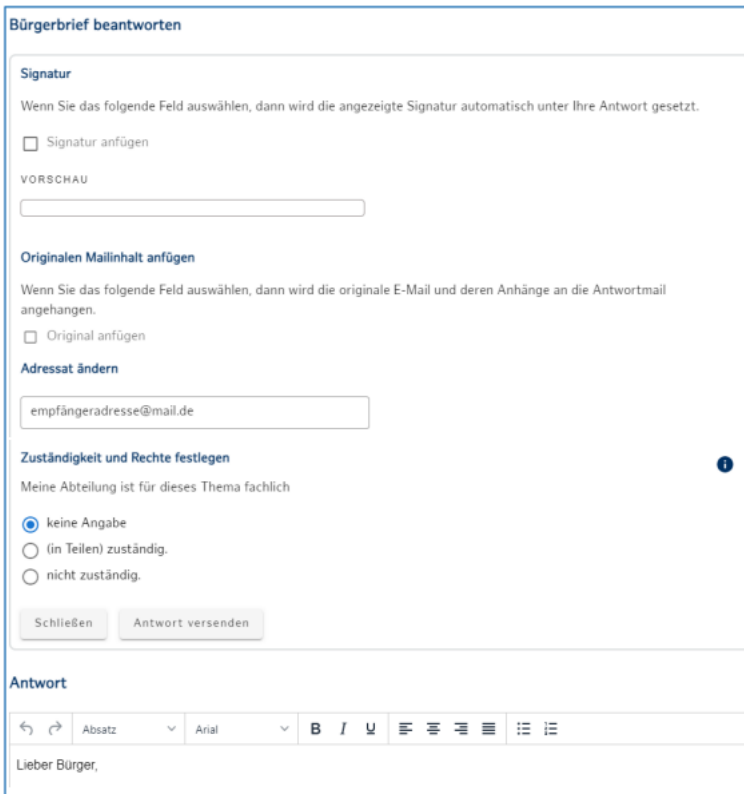 Bürgerbrief beantworten
Signatur
Wenn Sie das folgende Feld auswählen, dann wird die angezeigte Signatur automatisch unter Ihre Antwort gesetzt.
Signatur anfügen
VORSCHAU
Originalen Mailinhalt anfügen
Wenn Sie das folgende Feld auswählen, dann wird die originale E-Mail und deren Anhänge an die Antwortmail
angehangen.
Original anfügen
Adressat ändern
empfängeradresse@mail.de
Zuständigkeit und Rechte festlegen
Meine Abteilung ist für dieses Thema fachlich
keine Angabe
(in Teilen) zuständig.
nicht zuständig.
Schließen Antwort versenden
Antwort
Absatz Arial B I U
Lieber Bürger,